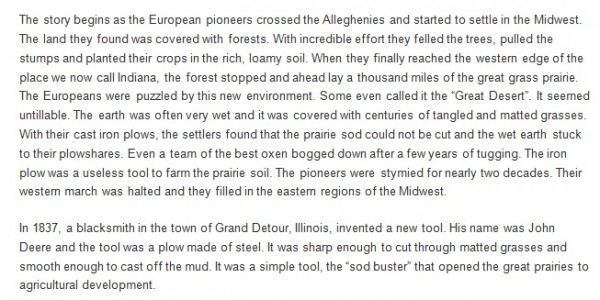 The story begins as the European pioneers crossed the Alleghenies and started to settle in the Midwest.
The land they found was covered with forests. With incredible effort they felled the trees, pulled the
stumps and planted their crops in the rich, loamy soil. When they finally reached the western edge of the
place we now call Indiana, the forest stopped and ahead lay a thousand miles of the great grass prairie.
The Europeans were puzzled by this new environment. Some even called it the “Great Desert”. It seemed
untillable. The earth was often very wet and it was covered with centuries of tangled and matted grasses.
With their cast iron plows, the settlers found that the prairie sod could not be cut and the wet earth stuck
to their plowshares. Even a team of the best oxen bogged down after a few years of tugging. The iron
plow was a useless tool to farm the prairie soil. The pioneers were stymied for nearly two decades. Their
western march was halted and they filled in the eastern regions of the Midwest.
In 1837, a blacksmith in the town of Grand Detour, Illinois, invented a new tool. His name was John
Deere and the tool was a plow made of steel. It was sharp enough to cut through matted grasses and
smooth enough to cast off the mud. It was a simple tool, the “sod buster” that opened the great prairies to
agricultural development.